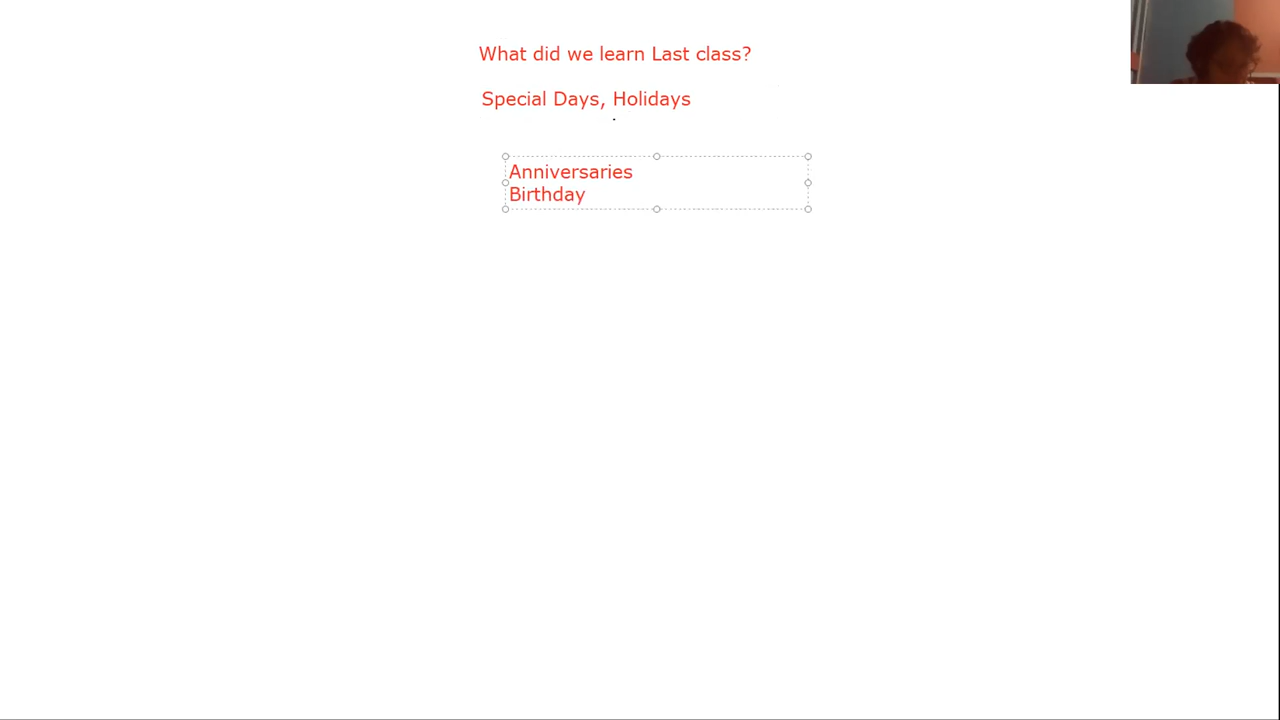 What did we learn Last class?
Special Days, Holidays
Anniversaries
Birthday